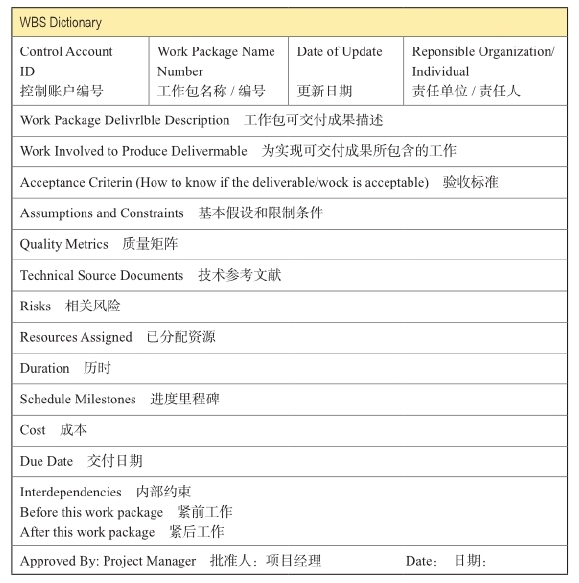 WBS Dictionary
Control Account ID 控制账户编号
Work Package Name Number 工作包名称 / 编号
Date of Update 更新日期
Reponsible Organization/ Individual 责任单位 / 责任人
Work Package Delivrlble Description 工作包可交付成果描述
Work Involved to Produce Delivermable 为实现可交付成果所包含的工作
Acceptance Criterin (How to know if the deliverable/wock is acceptable) 验收标准
Assumptions and Constraints 基本假设和限制条件
Quality Metrics 质量矩阵
Technical Source Documents 技术参考文献
Risks 相关风险
Resources Assigned 已分配资源
Duration 历时
Schedule Milestones 进度里程碑
Cost 成本
Due Date 交付日期
Interdependencies 内部约束
Before this work package 紧前工作
After this work package 紧后工作
Approved By: Project Manager 批准人：项目经理 Date: 日期：